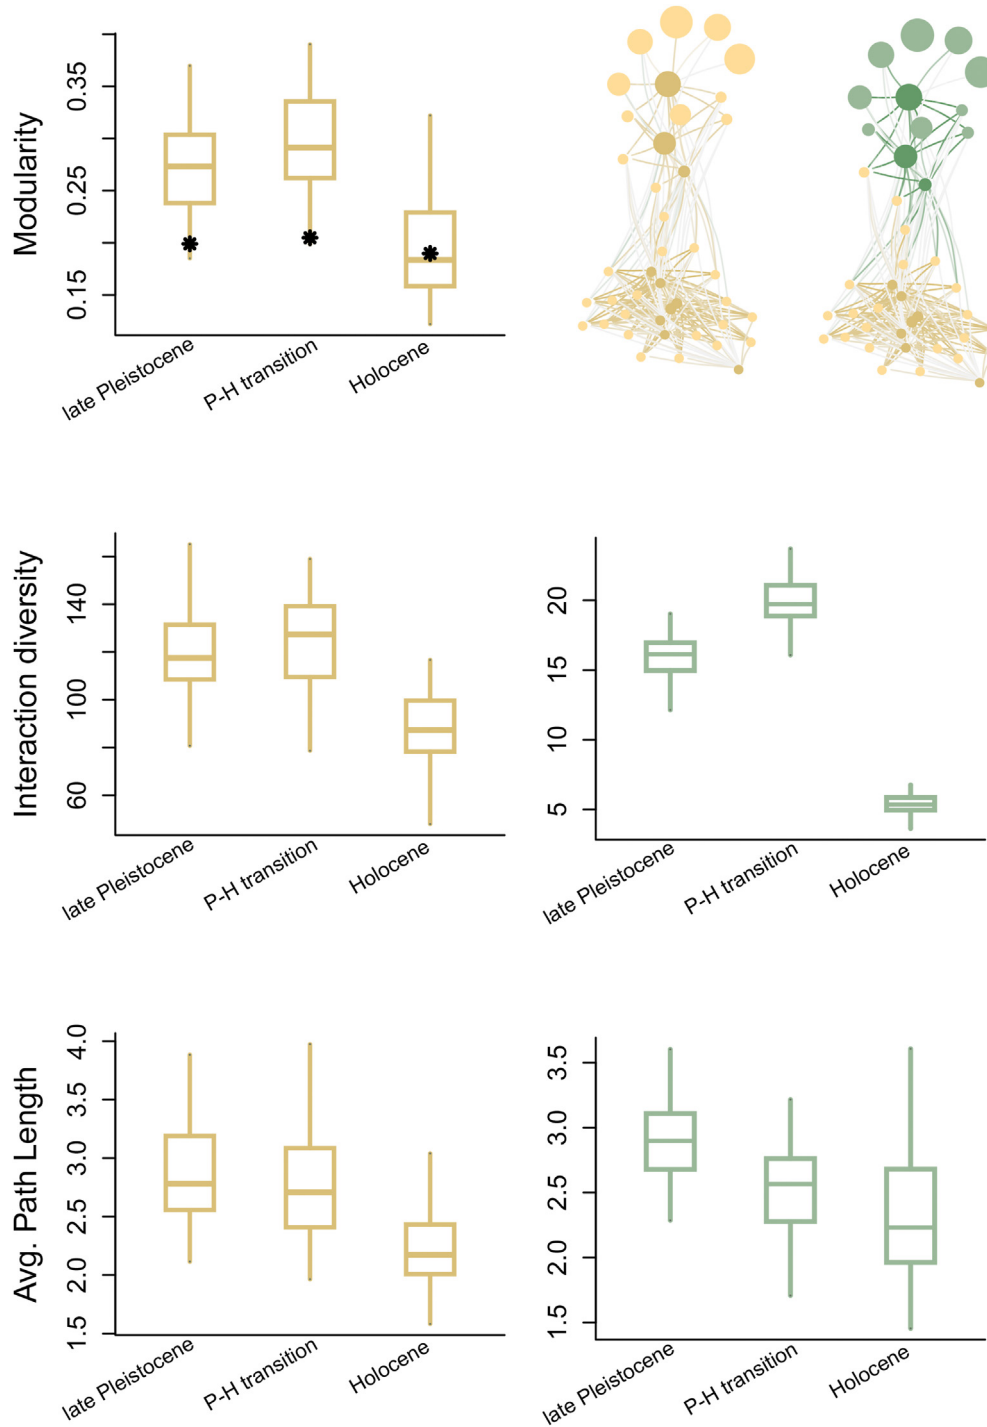 Modularity
0.35
0.25
0.15
late Pleistocene
P-H transition
Holocene
Interaction diversity
140
100
60
late Pleistocene
P-H transition
Holocene
20
15
10
5
late Pleistocene
P-H transition
Holocene
Avg. Path Length
4.0
3.5
3.0
2.5
2.0
1.5
late Pleistocene
P-H transition
Holocene
3.5
3.0
2.5
2.0
1.5
late Pleistocene
P-H transition
Holocene